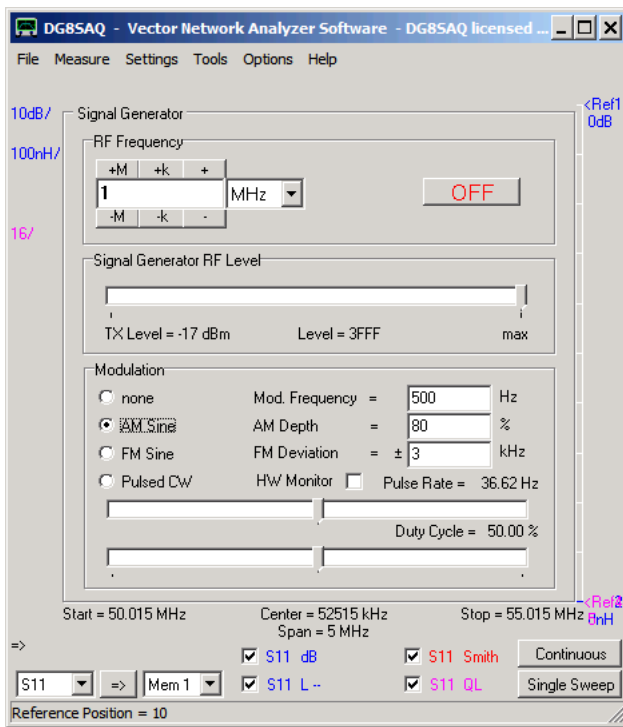 DG8SAQ - Vector Network Analyzer Software - DG8SAQ licensed ...
File Measure Settings Tools Options Help
10dB/
<Ref1
0dB
Signal Generator
RF Frequency
100nH/
+M +k +
1
MHz
OFF
-M -k -
16/
Signal Generator RF Level
TX Level = -17 dBm Level = 3FFF max
Modulation
none Mod. Frequency = 500 Hz
AM Sine AM Depth = 80 %
FM Sine FM Deviation = ± 3 kHz
Pulsed CW HW Monitor Pulse Rate = 36.62 Hz
Duty Cycle = 50.00 %
Start = 50.015 MHz Center = 52515 kHz Stop = 55.015 MHz
Span = 5 MHz
=>
S11 dB S11 Smith Continuous
S11 => Mem 1 S11 L -- S11 QL Single Sweep
Reference Position = 10